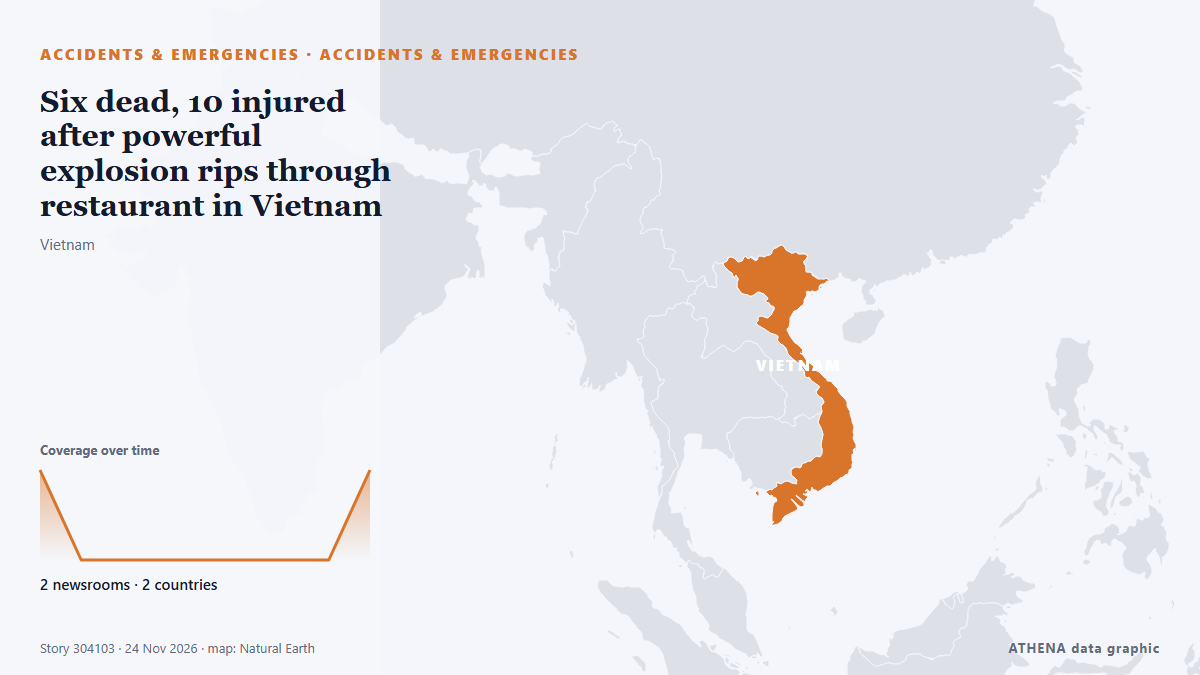 ACCIDENTS & EMERGENCIES · ACCIDENTS & EMERGENCIES
Six dead, 10 injured
after powerful
explosion rips through
restaurant in Vietnam
Vietnam
VIETNAM
Coverage over time
2 newsrooms · 2 countries
Story 304103 · 24 Nov 2026 · map: Natural Earth
ATHENA data graphic